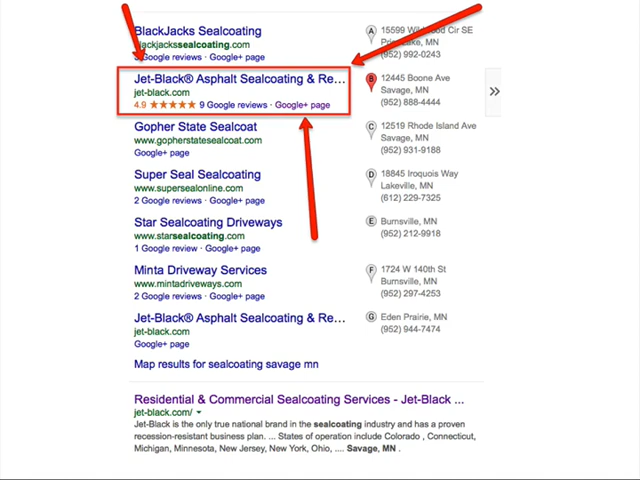 BlackJacks Sealcoating
blackjackssealcoating.com
3 Google reviews · Google+ page
A 15599 Wildwood Cir SE
Prior Lake, MN
(952) 992-0243
Jet-Black® Asphalt Sealcoating & Re...
jet-black.com
4.9 ★★★★★ 9 Google reviews · Google+ page
B 12445 Boone Ave
Savage, MN
(952) 888-4444
»
Gopher State Sealcoat
www.gopherstatesealcoat.com
Google+ page
C 12519 Rhode Island Ave
Savage, MN
(952) 931-9188
Super Seal Sealcoating
www.supersealonline.com
2 Google reviews · Google+ page
D 18845 Iroquois Way
Lakeville, MN
(612) 229-7325
Star Sealcoating Driveways
www.starsealcoating.com
1 Google review · Google+ page
E Burnsville, MN
(952) 212-9918
Minta Driveway Services
www.mintadriveways.com
2 Google reviews · Google+ page
F 1724 W 140th St
Burnsville, MN
(952) 297-4253
Jet-Black® Asphalt Sealcoating & Re...
jet-black.com
Google+ page
G Eden Prairie, MN
(952) 944-7474
Map results for sealcoating savage mn
Residential & Commercial Sealcoating Services - Jet-Black ...
jet-black.com/
Jet-Black is the only true national brand in the sealcoating industry and has a proven
recession-resistant business plan. ... States of operation include Colorado , Connecticut,
Michigan, Minnesota, New Jersey, New York, Ohio, .... Savage, MN .